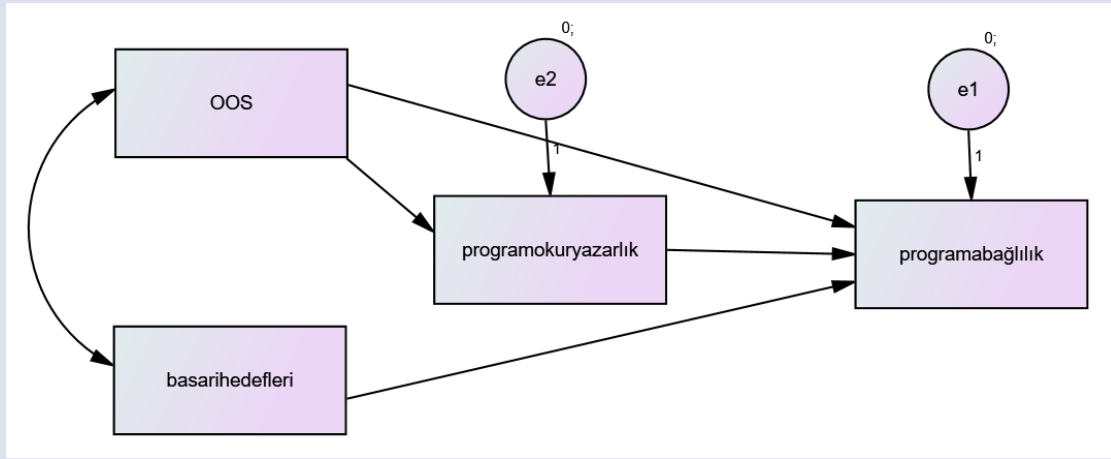 0;
0;
OOS
e2
e1
1
1
programokuryazarlık
programabağlılık
basarihedefleri